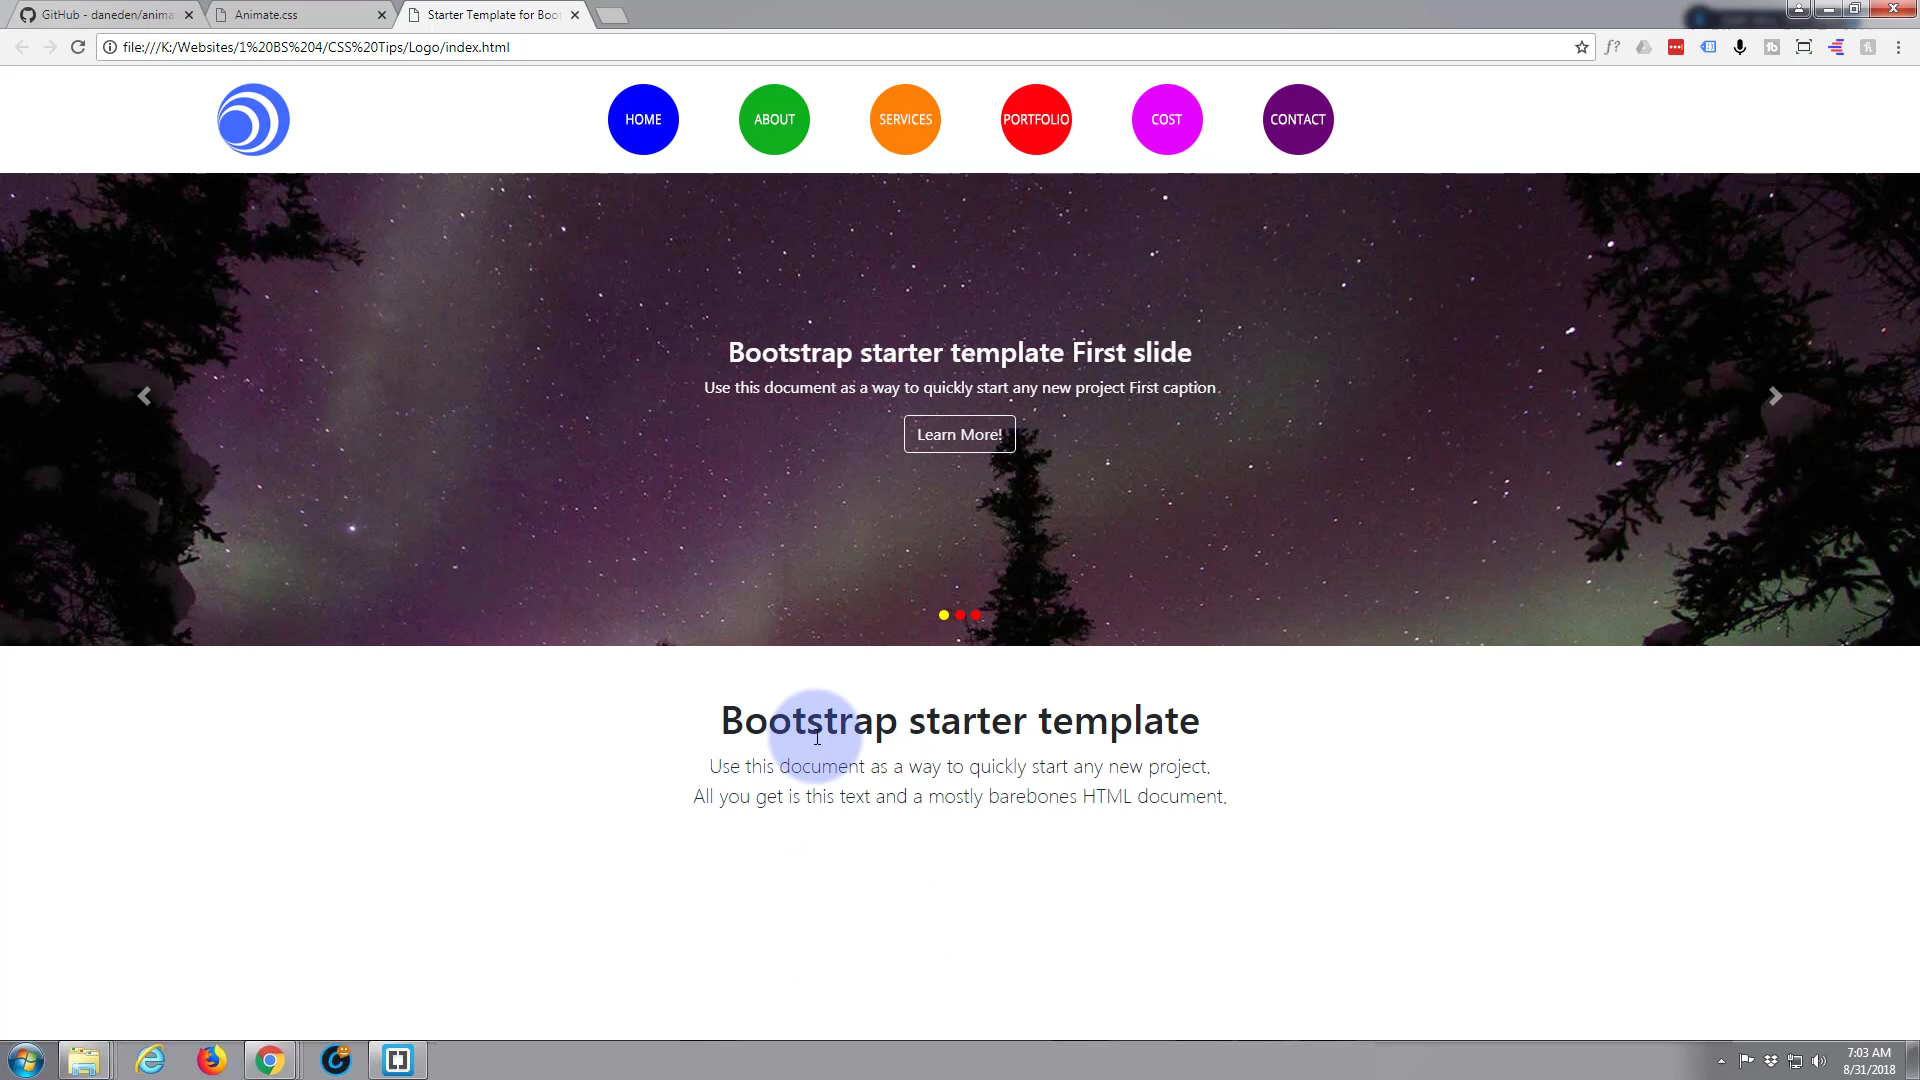 GitHub - daneden/anima
Animate.css
Starter Template for Boot
file:///K:/Websites/1%20BS%204/CSS%20Tips/Logo/index.html
f?
HOME
ABOUT
SERVICES
PORTFOLIO
COST
CONTACT
Bootstrap starter template First slide
Use this document as a way to quickly start any new project First caption.
Learn More!
Bootstrap starter template
Use this document as a way to quickly start any new project.
All you get is this text and a mostly barebones HTML document.
7:03 AM
8/31/2018